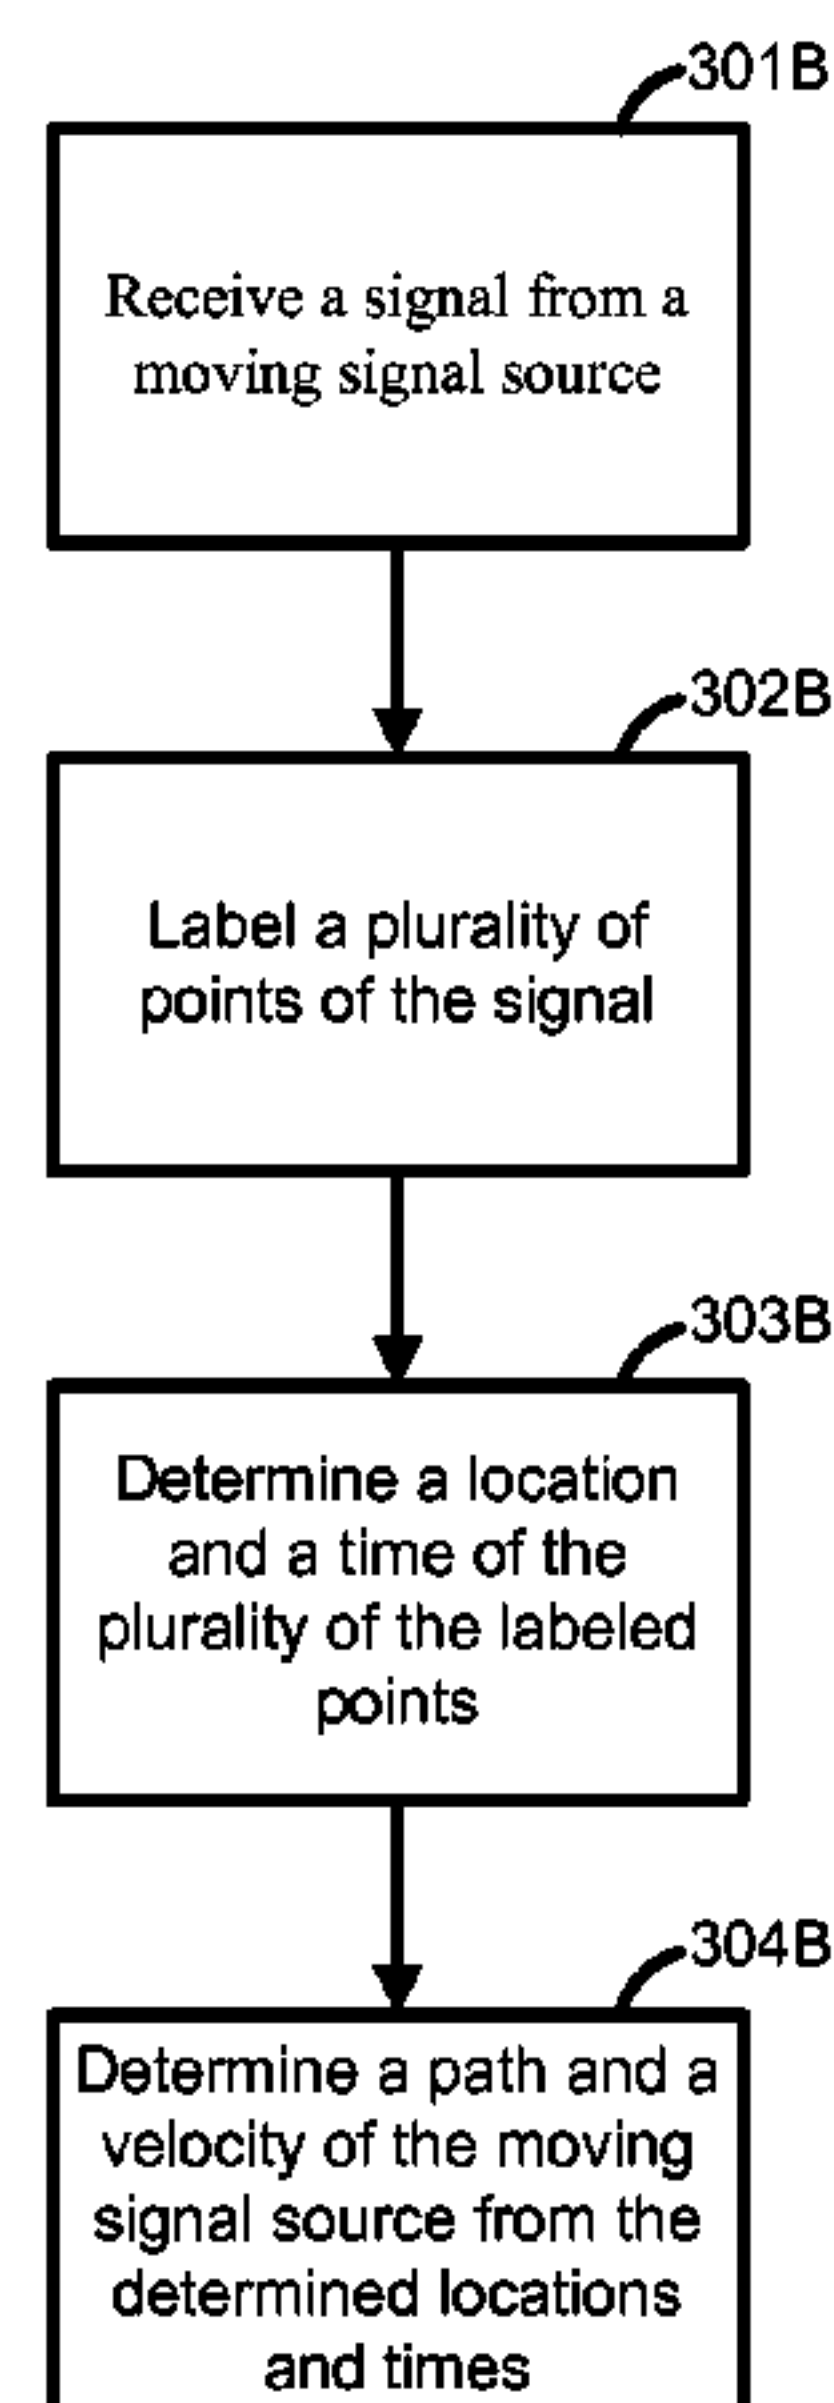 301B
Receive a signal from a
moving signal source
302B
Label a plurality of
points of the signal
303B
Determine a location
and a time of the
plurality of the labeled
points
304B
Determine a path and a
velocity of the moving
signal source from the
determined locations
and times